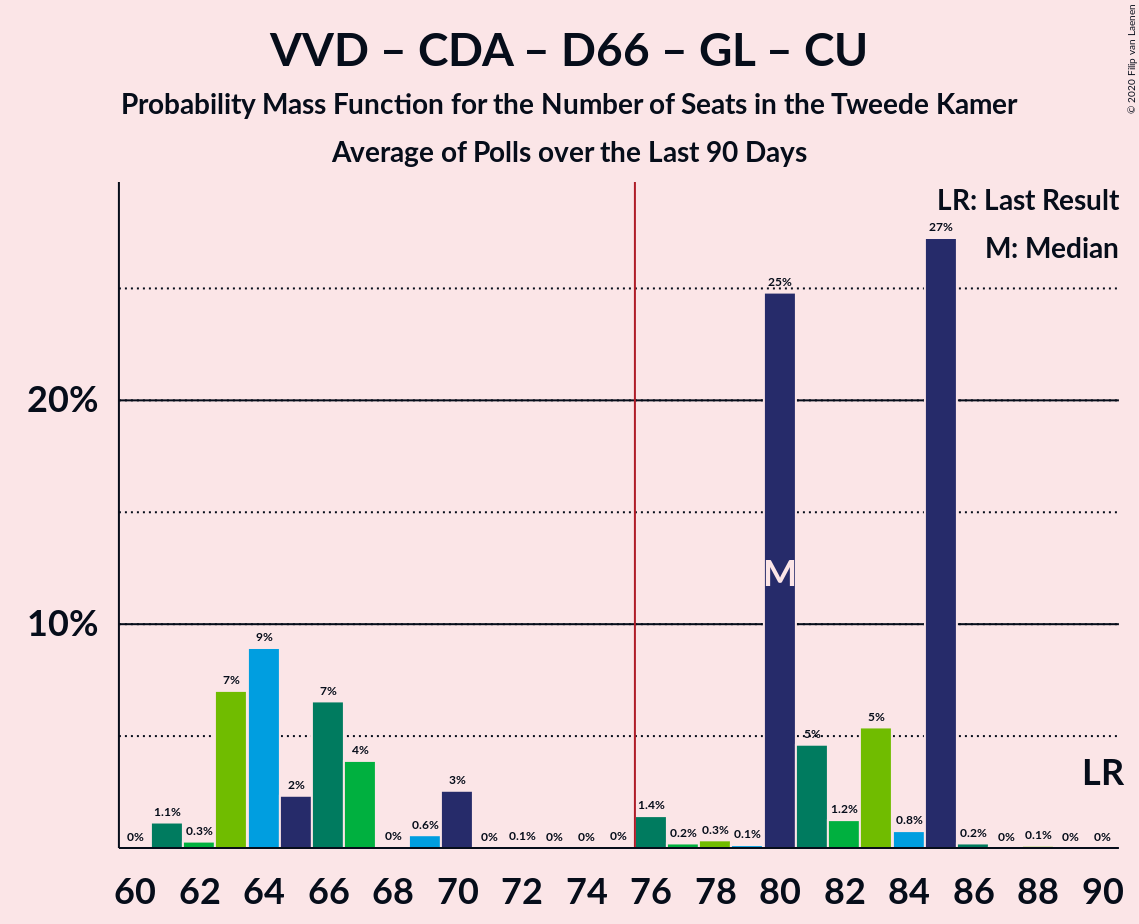 VVD – CDA – D66 – GL – CU
Probability Mass Function for the Number of Seats in the Tweede Kamer
Average of Polls over the Last 90 Days
© 2020 Filip van Laenen
LR: Last Result
M: Median
20%
10%
0% 1.1% 0.3% 7% 9% 2% 7% 4% 0% 0.6% 3% 0% 0.1% 0% 0% 0% 1.4% 0.2% 0.3% 0.1% 25% 5% 1.2% 5% 0.8% 27% 0.2% 0% 0.1% 0% 0%
M
LR
60 62 64 66 68 70 72 74 76 78 80 82 84 86 88 90